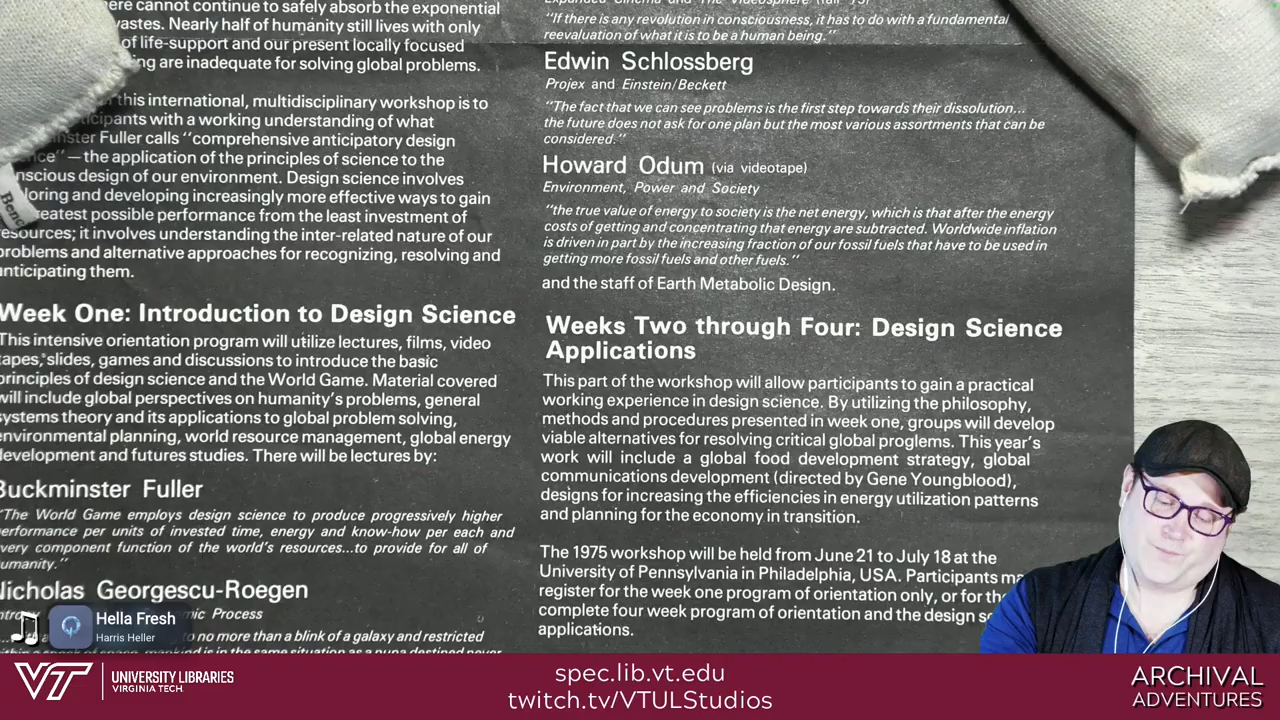 here cannot continue to safely absorb the exponential
wastes. Nearly half of humanity still lives with only
of life-support and our present locally focused
ing are inadequate for solving global problems.
this international, multidisciplinary workshop is to
icipants with a working understanding of what
nster Fuller calls “comprehensive anticipatory design
nce” — the application of the principles of science to the
nscious design of our environment. Design science involves
loring and developing increasingly more effective ways to gain
reatest possible performance from the least investment of
resources; it involves understanding the inter-related nature of our
problems and alternative approaches for recognizing, resolving and
anticipating them.
Week One: Introduction to Design Science
This intensive orientation program will utilize lectures, films, video
tapes, slides, games and discussions to introduce the basic
principles of design science and the World Game. Material covered
will include global perspectives on humanity's problems, general
systems theory and its applications to global problem solving,
environmental planning, world resource management, global energy
development and future studies. There will be lectures by:
Buckminster Fuller
“The World Game employs design science to produce progressively higher
performance per units of invested time, energy and know-how per each and
every component function of the world's resources...to provide for all of
umanity.”
Nicholas Georgescu-Roegen
mic Process
to no more than a blink of a galaxy and restricted
Expanded Cinema and The Videosphere (fall '75)
“If there is any revolution in consciousness, it has to do with a fundamental
reevaluation of what it is to be a human being.”
Edwin Schlossberg
Projex and Einstein/Beckett
“The fact that we can see problems is the first step towards their dissolution...
the future does not ask for one plan but the most various assortments that can be
considered.”
Howard Odum (via videotape)
Environment, Power and Society
“the true value of energy to society is the net energy, which is that after the energy
costs of getting and concentrating that energy are subtracted. Worldwide inflation
is driven in part by the increasing fraction of our fossil fuels that have to be used in
getting more fossil fuels and other fuels.”
and the staff of Earth Metabolic Design.
Weeks Two through Four: Design Science
Applications
This part of the workshop will allow participants to gain a practical
working experience in design science. By utilizing the philosophy,
methods and procedures presented in week one, groups will develop
viable alternatives for resolving critical global proglems. This year's
work will include a global food development strategy, global
communications development (directed by Gene Youngblood),
designs for increasing the efficiencies in energy utilization patterns
and planning for the economy in transition.
The 1975 workshop will be held from June 21 to July 18 at the
University of Pennsylvania in Philadelphia, USA. Participants ma
register for the week one program of orientation only, or for the
complete four week program of orientation and the design sc
applications.
Hella Fresh
Harris Heller
VT UNIVERSITY LIBRARIES
VIRGINIA TECH
spec.lib.vt.edu
twitch.tv/VTULStudios
ARCHIVAL
ADVENTURES